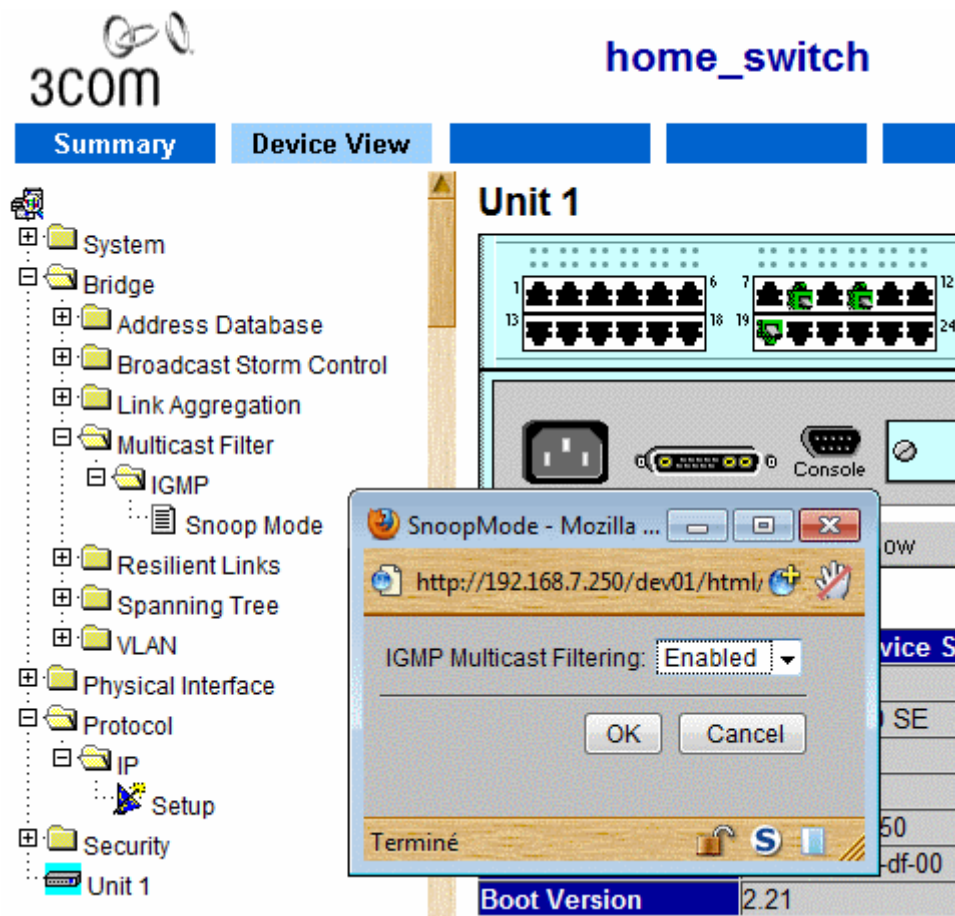 3COM
home_switch
Summary
Device View
Unit 1
System
Bridge
Address Database
Broadcast Storm Control
Link Aggregation
Multicast Filter
IGMP
Snoop Mode
Resilient Links
Spanning Tree
VLAN
Physical Interface
Protocol
IP
Setup
Security
Unit 1
1
6
7
12
13
18
19
24
Console
SnoopMode - Mozilla ...
http://192.168.7.250/dev01/html/
IGMP Multicast Filtering: Enabled
OK Cancel
Terminé
S
ow
vice S
SE
50
-df-00
Boot Version 2.21